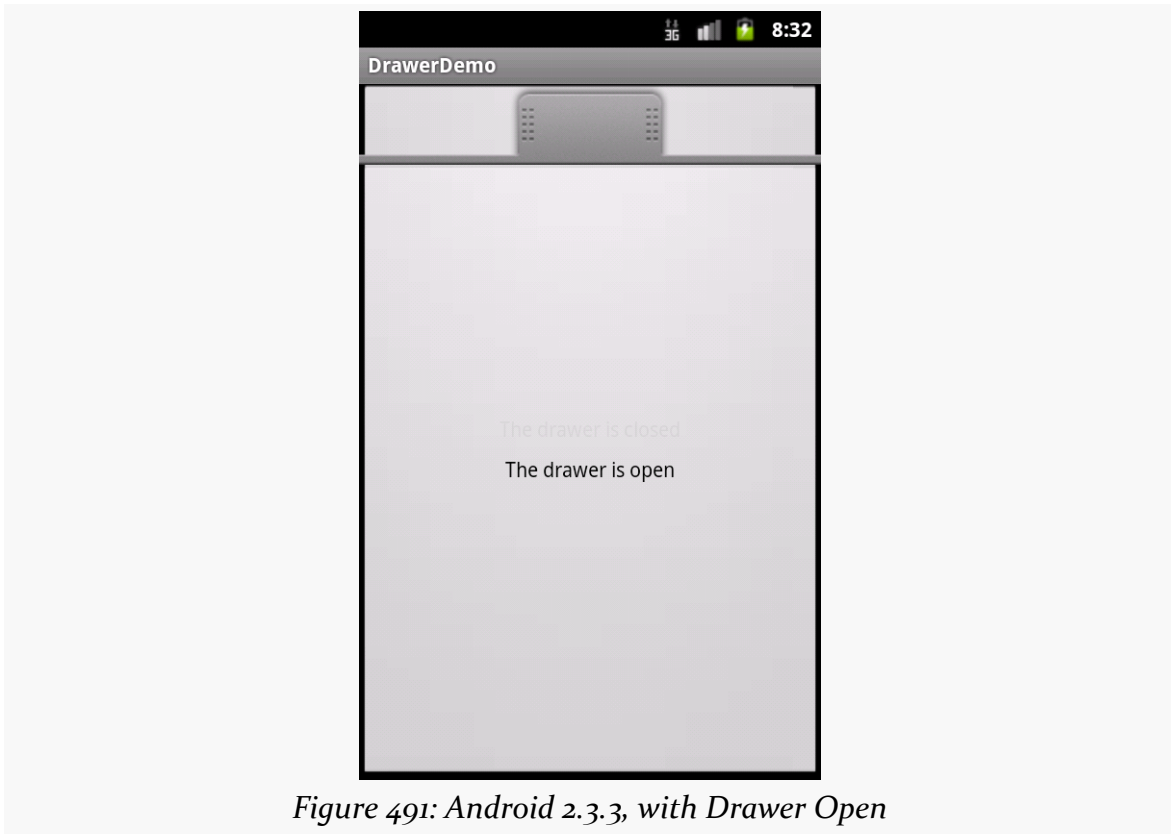 3G
8:32
DrawerDemo
The drawer is closed
The drawer is open
Figure 491: Android 2.3.3, with Drawer Open